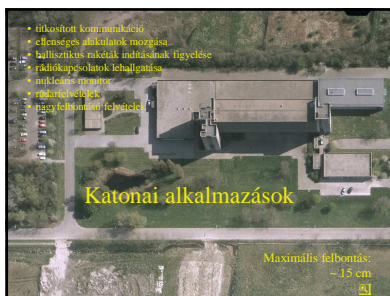 • titkosított kommunikáció
• ellenséges alakulatok mozgása
• ballisztikus rakéták indításának figyelése
• rádiókapcsolatok lehallgatása
• nukleáris monitor
• radarfelvételek
• nagyfelbontású felvételek
Katonai alkalmazások
Maximális felbontás:
~ 15 cm